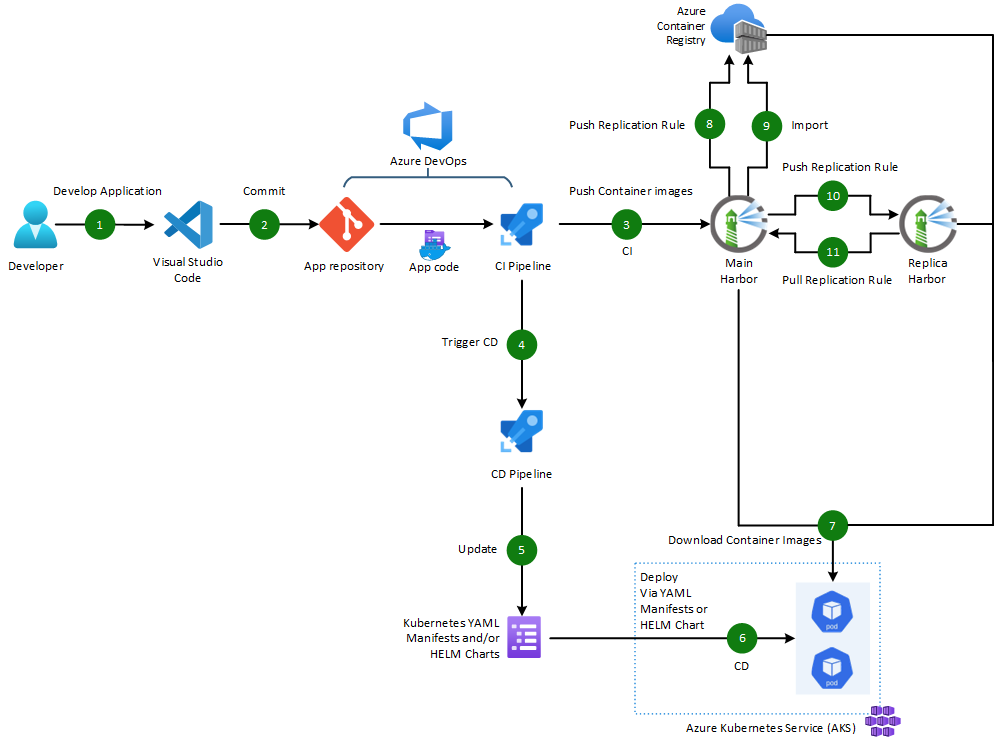 Azure
Container
Registry
8
9
Push Replication Rule
Import
Azure DevOps
Develop Application
Commit
Push Container images
Push Replication Rule
1
2
3
10
11
CI
Developer
Visual Studio
Code
App repository
App code
CI Pipeline
Main
Harbor
Pull Replication Rule
Replica
Harbor
Trigger CD
4
CD Pipeline
Update
5
7
Download Container Images
Deploy
Via YAML
Manifests or
HELM Chart
Kubernetes YAML
Manifests and/or
HELM Charts
6
CD
pod
pod
Azure Kubernetes Service (AKS)